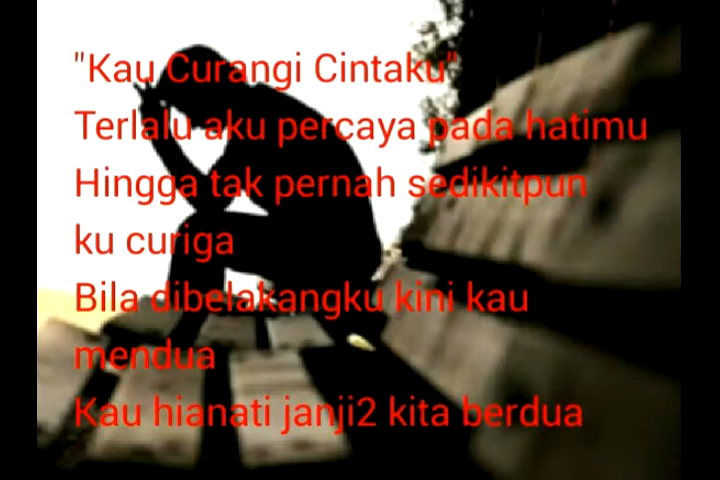 "Kau Curangi Cintaku"
Terlalu aku percaya pada hatimu
Hingga tak pernah sedikitpun
ku curiga
Bila dibelakangku kini kau
mendua
Kau hianati janji2 kita berdua